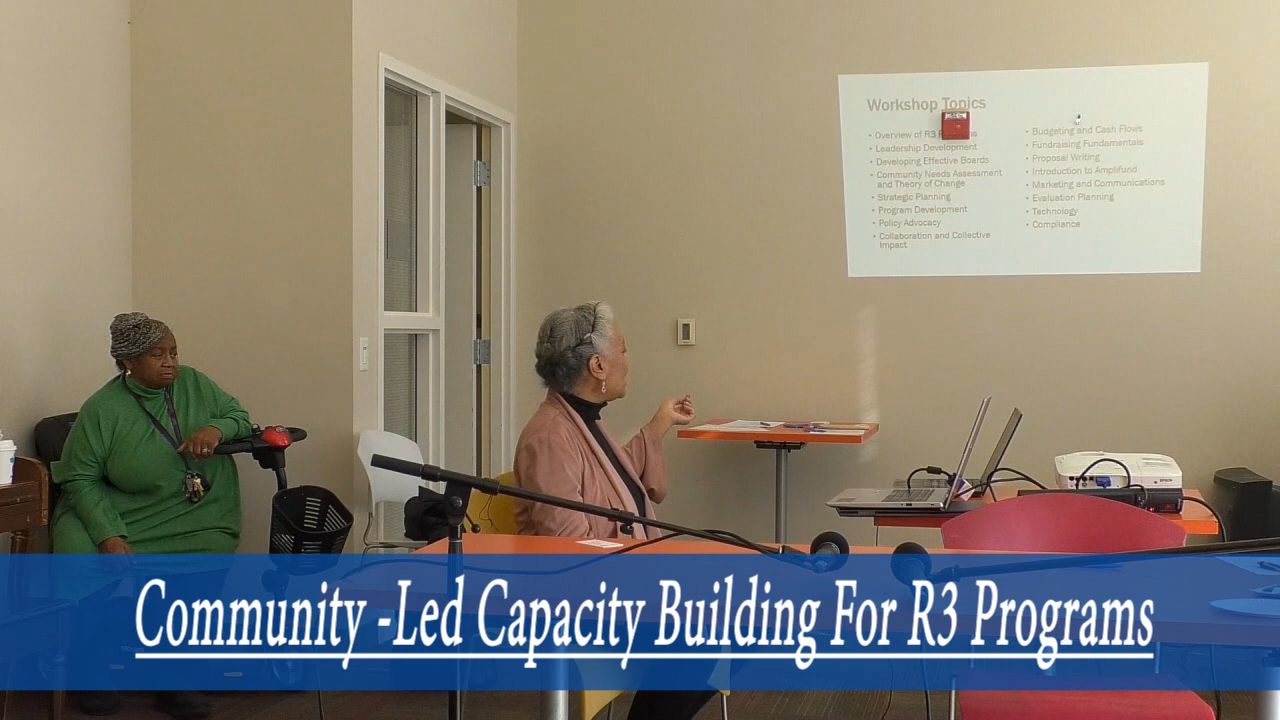 Workshop Topics
• Overview of R3
• Leadership Development
• Developing Effective Boards
• Community Needs Assessment
and Theory of Change
• Strategic Planning
• Program Development
• Policy Advocacy
• Collaboration and Collective
Impact
• Budgeting and Cash Flows
• Fundraising Fundamentals
• Proposal Writing
• Introduction to Amplifund
• Marketing and Communications
• Evaluation Planning
• Technology
• Compliance
EPSON
Community -Led Capacity Building For R3 Programs